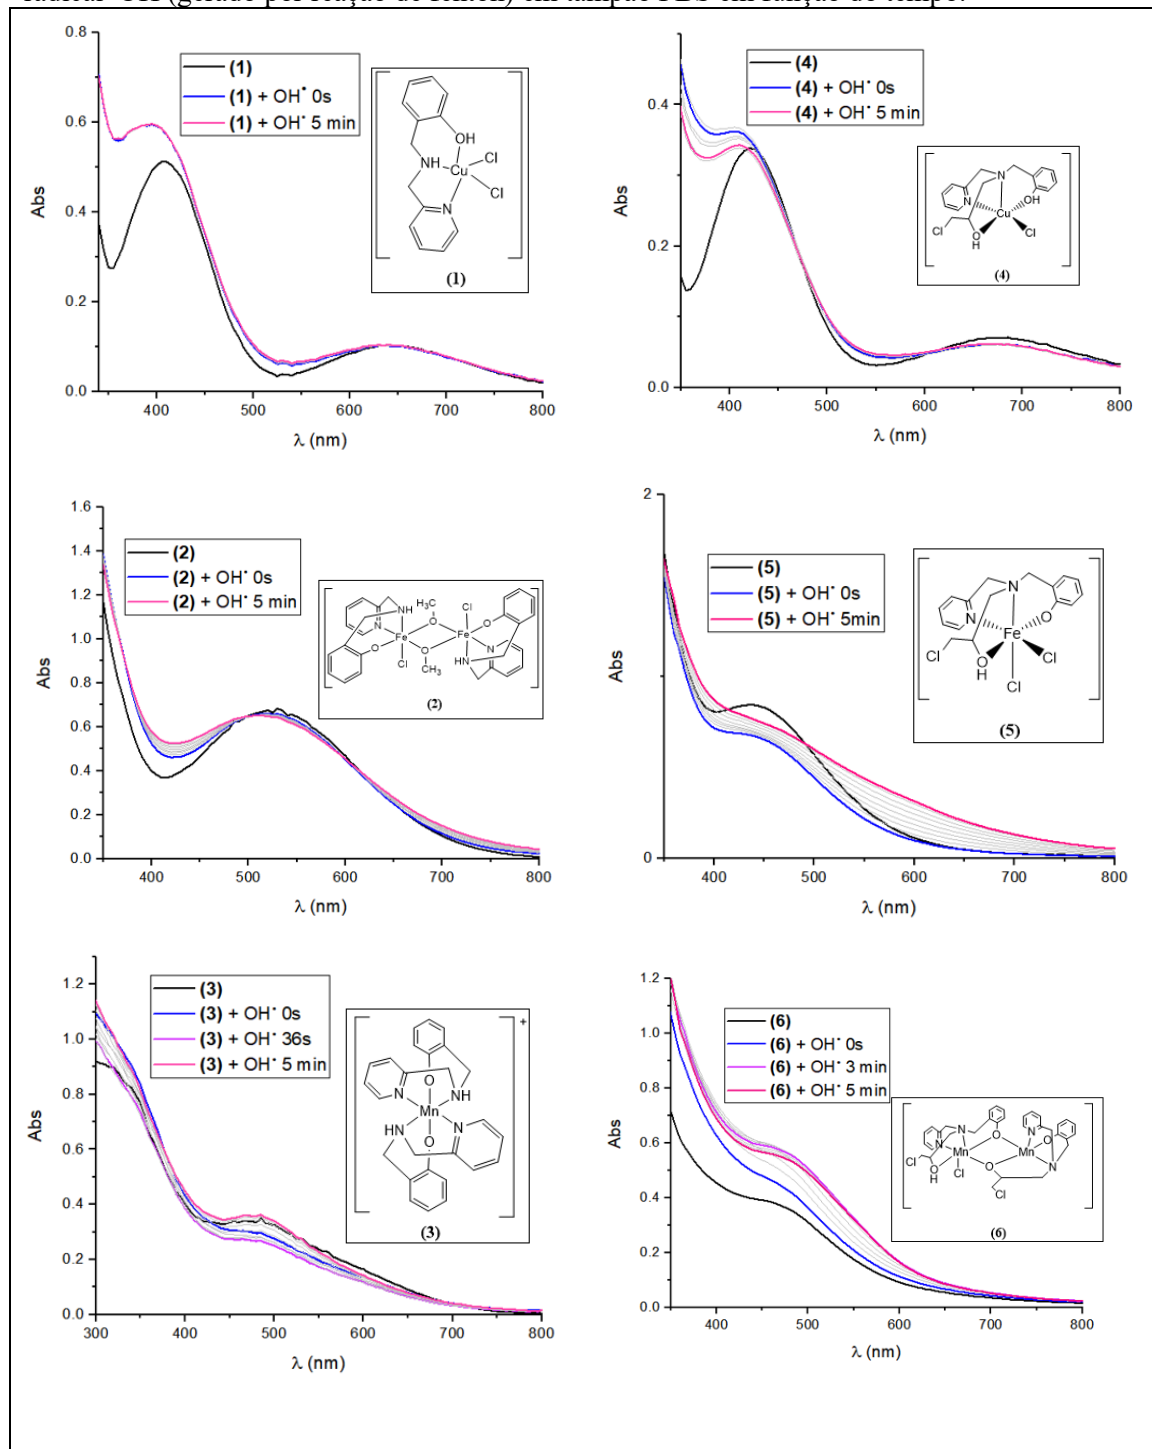 radical OH (gerado por reação de fenton) em tampão PBS em função do tempo.
0.8
0.6
0.4
0.2
0.0
Abs
400
500
600
700
800
λ (nm)
(1)
(1) + OH• 0s
(1) + OH• 5 min
OH
NH
Cu
Cl
Cl
N
(1)
0.4
0.2
0.0
Abs
400
500
600
700
800
λ (nm)
(4)
(4) + OH• 0s
(4) + OH• 5 min
N
N
OH
Cu
Cl
O
H
Cl
(4)
1.6
1.4
1.2
1.0
0.8
0.6
0.4
0.2
0.0
Abs
400
500
600
700
800
λ (nm)
(2)
(2) + OH• 0s
(2) + OH• 5 min
NH
N
H₃C
O
Cl
O
O
Fe
Fe
Cl
O
CH₃
HN
N
(2)
2
0
Abs
400
500
600
700
800
λ (nm)
(5)
(5) + OH• 0s
(5) + OH• 5min
N
N
O
Fe
Cl
O
H
Cl
Cl
(5)
1.2
1.0
0.8
0.6
0.4
0.2
0.0
Abs
300
400
500
600
700
800
λ (nm)
(3)
(3) + OH• 0s
(3) + OH• 36s
(3) + OH• 5 min
+
O
N
NH
Mn
HN
N
O
(3)
1.2
1.0
0.8
0.6
0.4
0.2
0.0
Abs
400
500
600
700
800
λ (nm)
(6)
(6) + OH• 0s
(6) + OH• 3 min
(6) + OH• 5 min
N
N
O
N
O
Mn
Mn
Cl
O
H
Cl
O
N
Cl
(6)